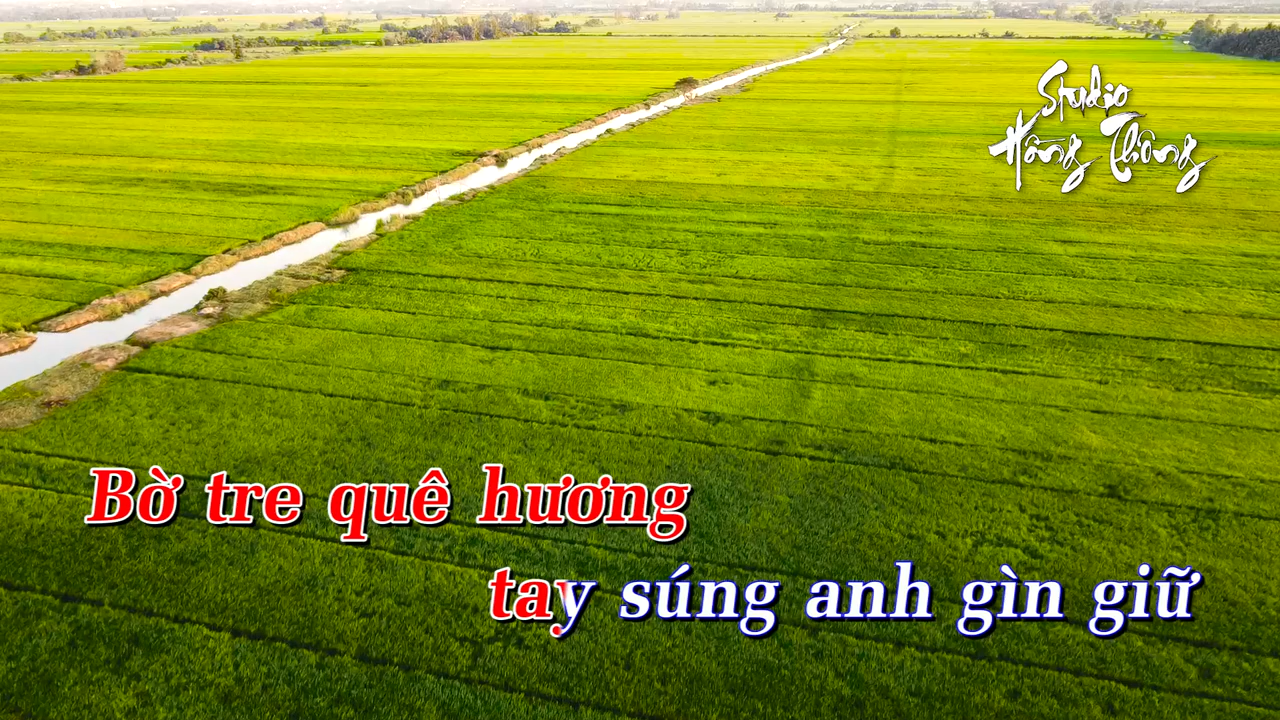 Studio
Hồng Thông
Bờ tre quê hương
tay súng anh gìn giữ